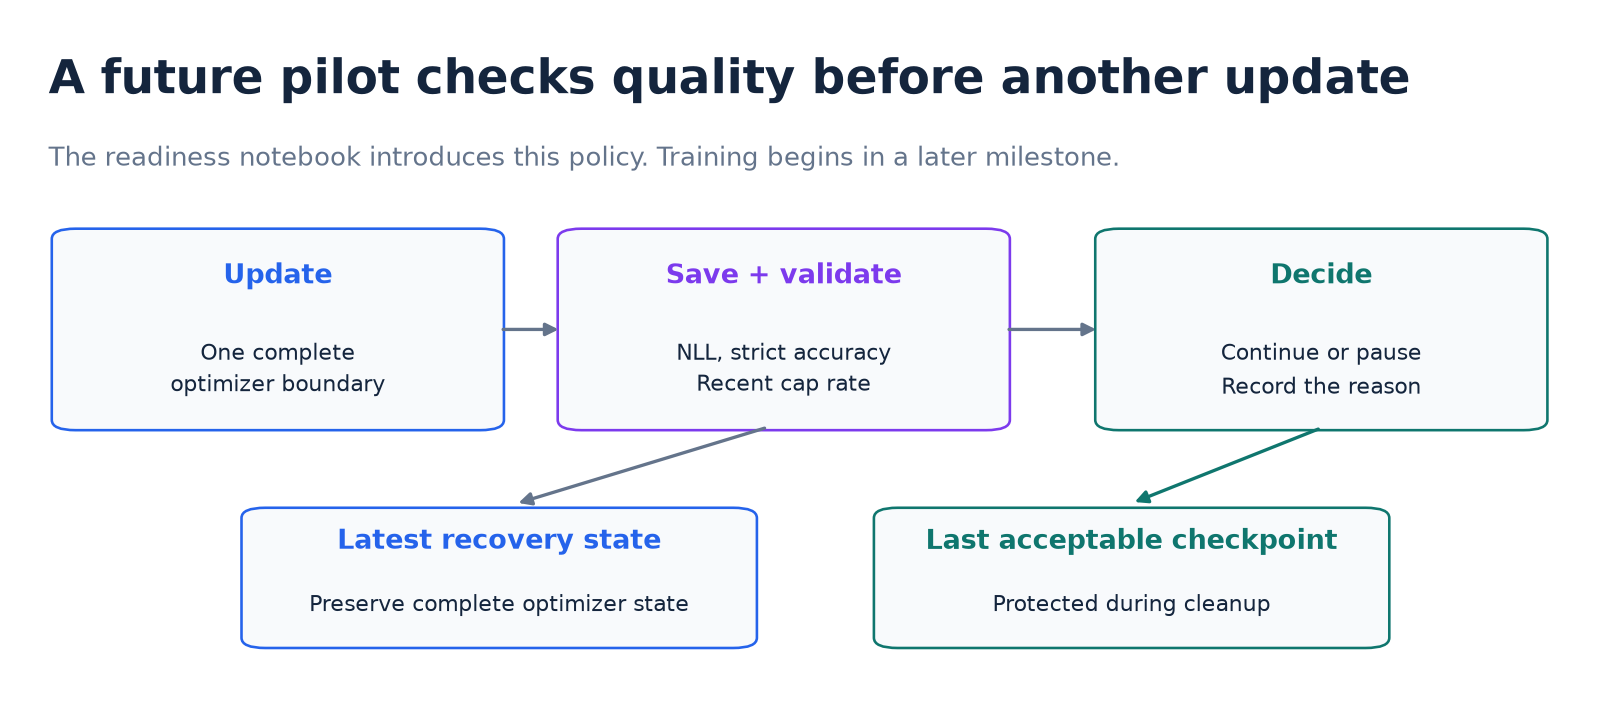 A future pilot checks quality before another update
The readiness notebook introduces this policy. Training begins in a later milestone.
Update
One complete
optimizer boundary
Save + validate
NLL, strict accuracy
Recent cap rate
Decide
Continue or pause
Record the reason
Latest recovery state
Preserve complete optimizer state
Last acceptable checkpoint
Protected during cleanup